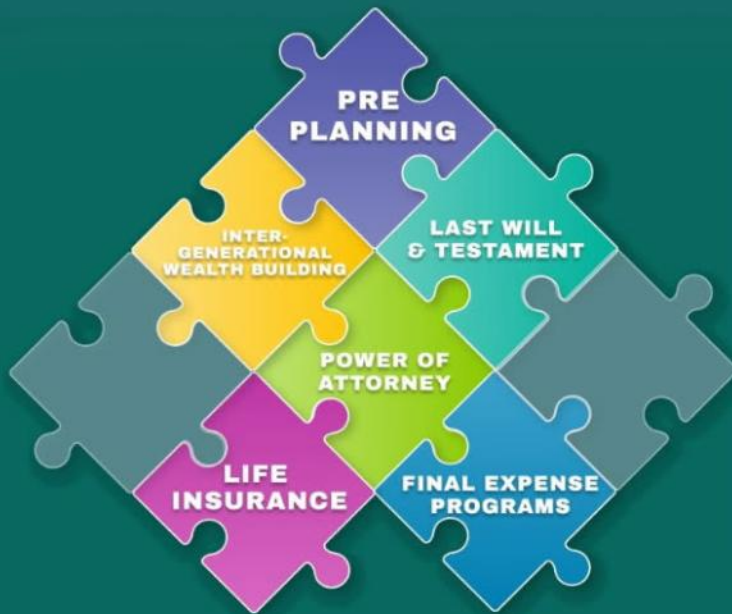 PRE
PLANNING
INTER-
GENERATIONAL
WEALTH BUILDING
LAST WILL
& TESTAMENT
POWER OF
ATTORNEY
LIFE
INSURANCE
FINAL EXPENSE
PROGRAMS